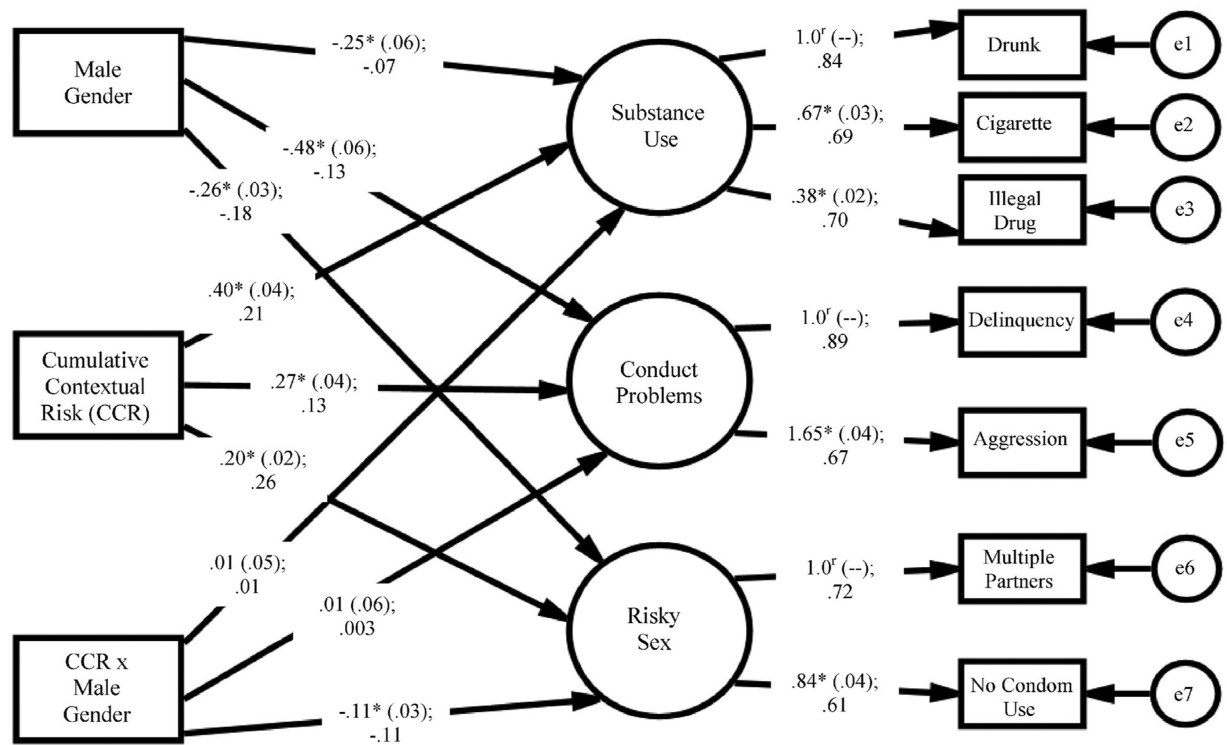 Male
Gender
Cumulative
Contextual
Risk (CCR)
CCR x
Male
Gender
-.25* (.06);
-.07
-.48* (.06);
-.13
-.26* (.03);
-.18
.40* (.04);
.21
.27* (.04);
.13
.20* (.02);
.26
.01 (.05);
.01
.01 (.06);
.003
-.11* (.03);
-.11
Substance
Use
Conduct
Problems
Risky
Sex
1.0ʳ (--);
.84
.67* (.03);
.69
.38* (.02);
.70
1.0ʳ (--);
.89
1.65* (.04);
.67
1.0ʳ (--);
.72
.84* (.04);
.61
Drunk
Cigarette
Illegal
Drug
Delinquency
Aggression
Multiple
Partners
No Condom
Use
e1
e2
e3
e4
e5
e6
e7